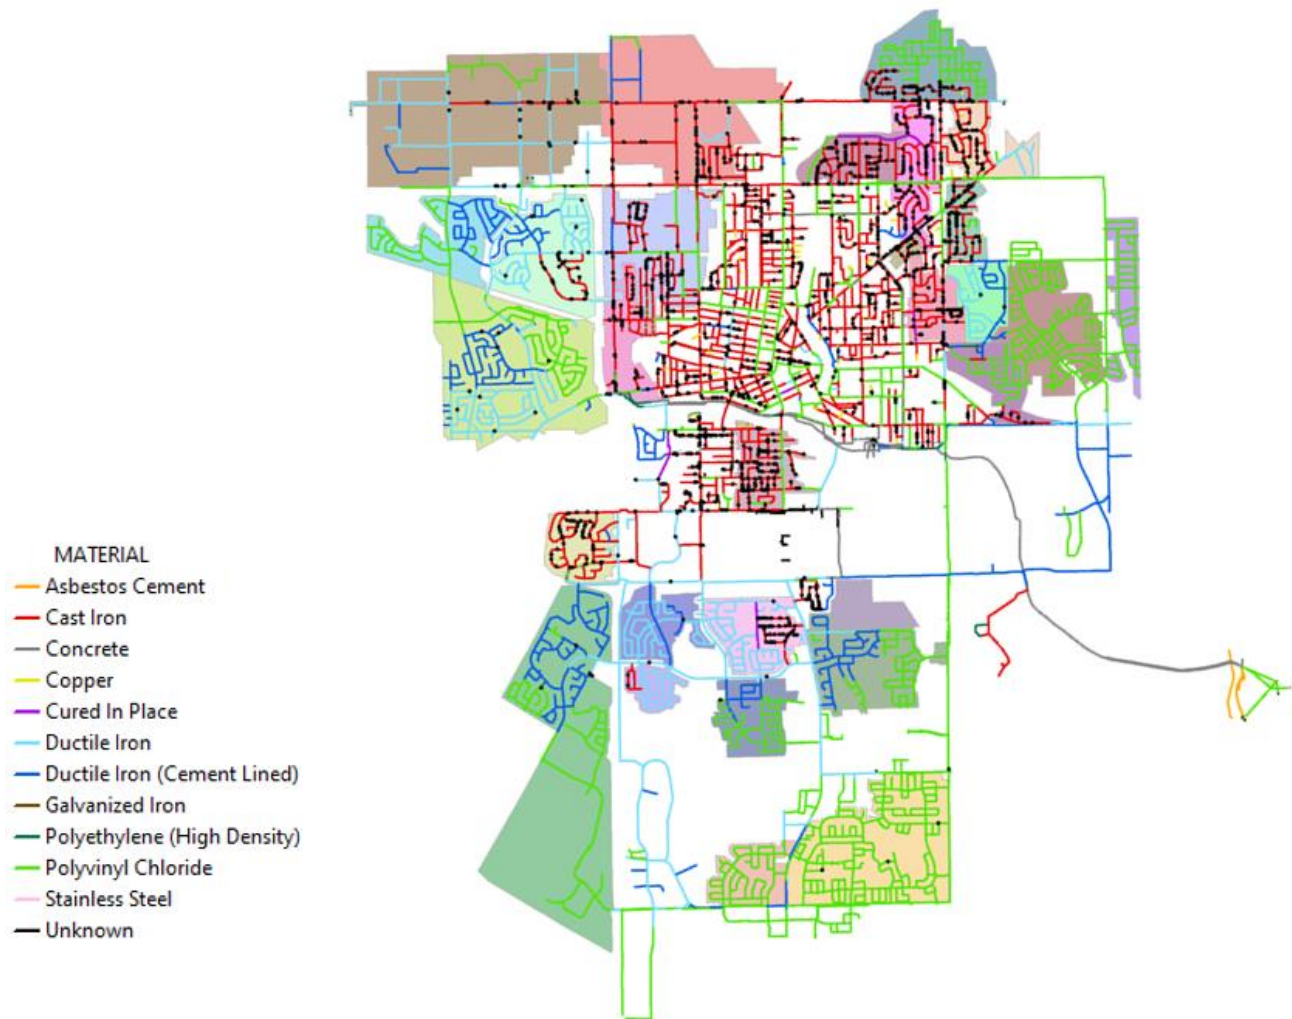 MATERIAL
Asbestos Cement
Cast Iron
Concrete
Copper
Cured In Place
Ductile Iron
Ductile Iron (Cement Lined)
Galvanized Iron
Polyethylene (High Density)
Polyvinyl Chloride
Stainless Steel
Unknown